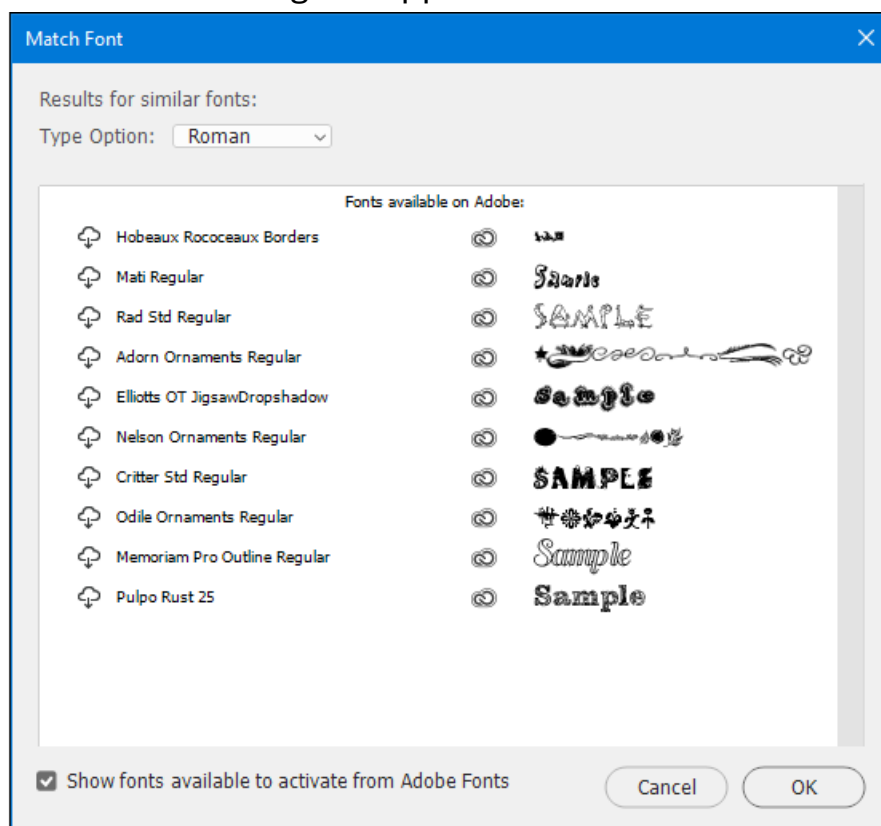 Match Font
Results for similar fonts:
Type Option: Roman
Fonts available on Adobe:
Hobeaux Rococeaux Borders
Mati Regular Sample
Rad Std Regular SAMPLE
Adorn Ornaments Regular
Elliotts OT JigsawDropshadow Sample
Nelson Ornaments Regular
Critter Std Regular SAMPLE
Odile Ornaments Regular
Memoriam Pro Outline Regular Sample
Pulpo Rust 25 Sample
Show fonts available to activate from Adobe Fonts
Cancel OK